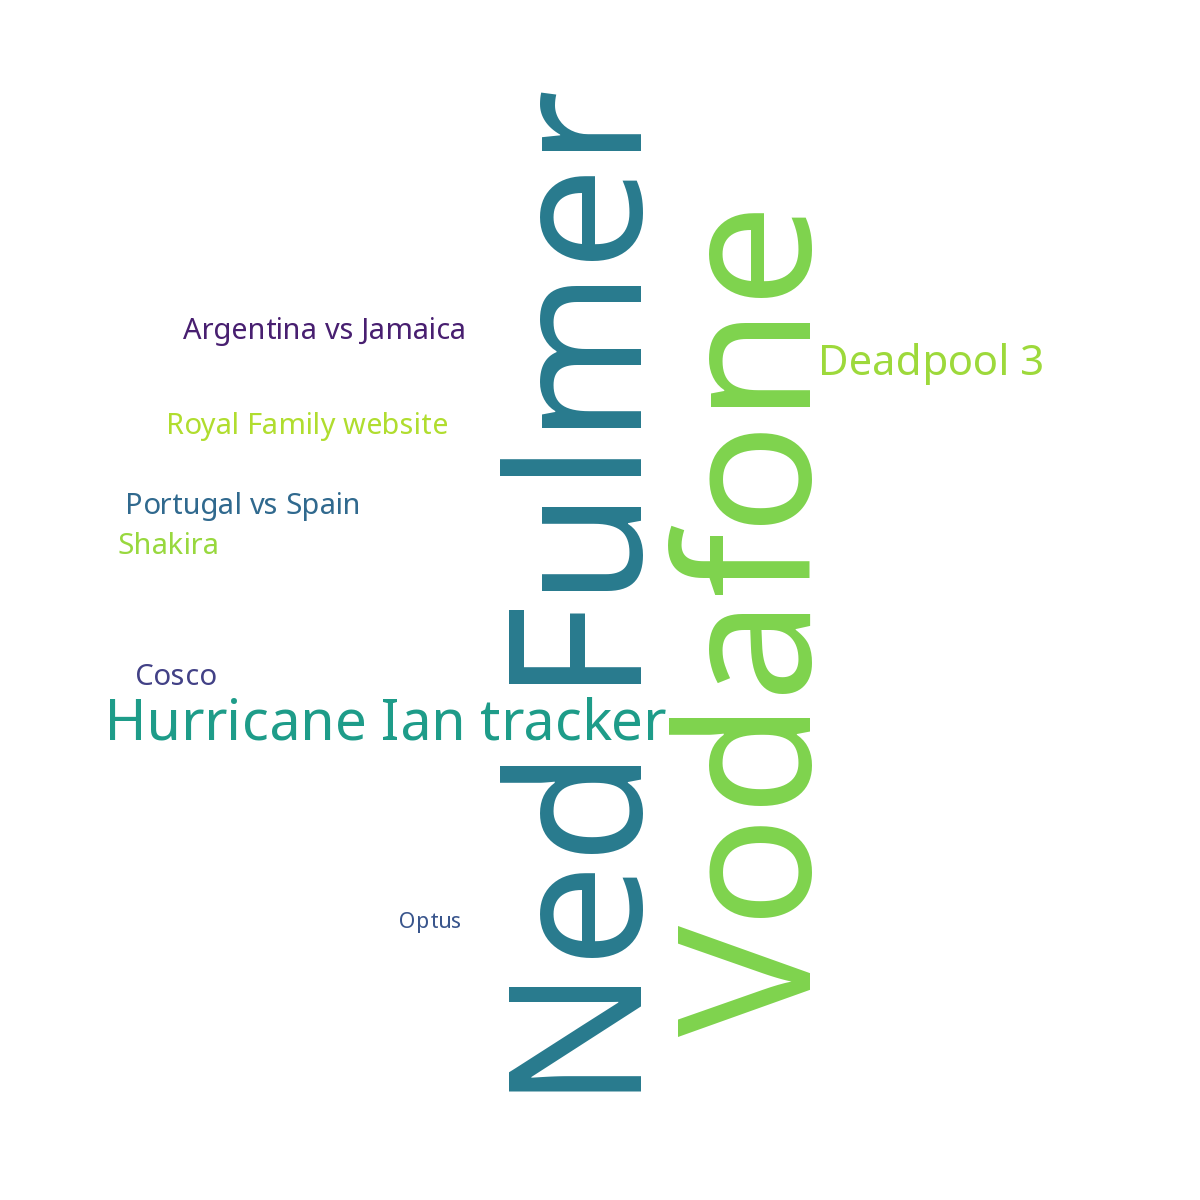 Ned Fulmer
Vodafone
Argentina vs Jamaica
Deadpool 3
Royal Family website
Portugal vs Spain
Shakira
Cosco
Hurricane Ian tracker
Optus